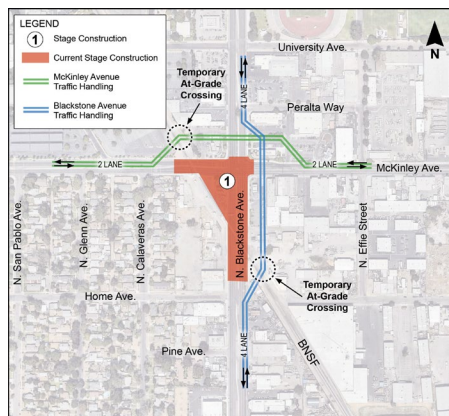 LEGEND
1 Stage Construction
Current Stage Construction
McKinley Avenue
Traffic Handling
Blackstone Avenue
Traffic Handling
University Ave.
N
Temporary
At-Grade
Crossing
4 LANE
Peralta Way
2 LANE
2 LANE
McKinley Ave.
1
N. San Pablo Ave.
N. Glenn Ave.
N. Calaveras Ave.
N. Blackstone Ave.
N. Effie Street
Home Ave.
Temporary
At-Grade
Crossing
BNSF
Pine Ave.
4 LANE